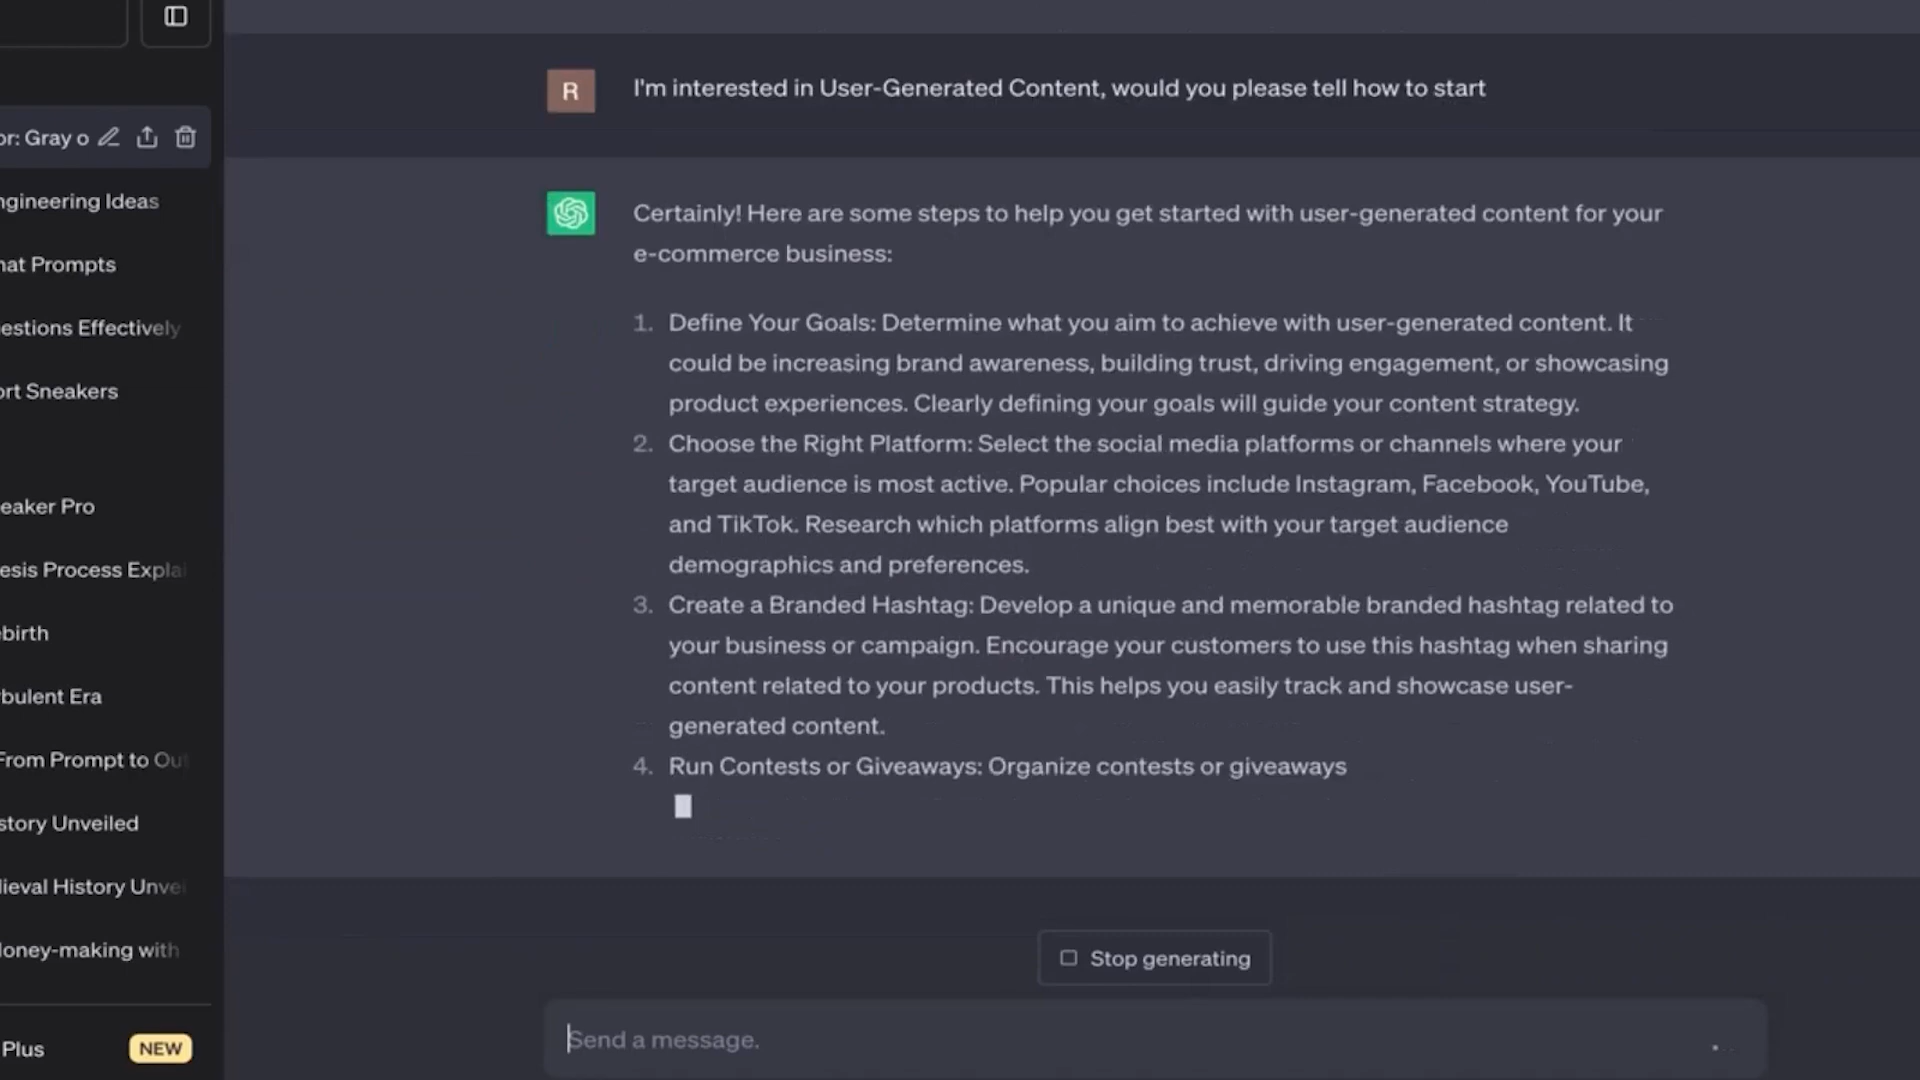 or: Gray o
ngineering Ideas
hat Prompts
estions Effectively
ort Sneakers
eaker Pro
esis Process Explai
ebirth
rbulent Era
From Prompt to Out
story Unveiled
lieval History Unvei
Money-making with
Plus
NEW
R
I'm interested in User-Generated Content, would you please tell how to start
Certainly! Here are some steps to help you get started with user-generated content for your
e-commerce business:
1. Define Your Goals: Determine what you aim to achieve with user-generated content. It
could be increasing brand awareness, building trust, driving engagement, or showcasing
product experiences. Clearly defining your goals will guide your content strategy.
2. Choose the Right Platform: Select the social media platforms or channels where your
target audience is most active. Popular choices include Instagram, Facebook, YouTube,
and TikTok. Research which platforms align best with your target audience
demographics and preferences.
3. Create a Branded Hashtag: Develop a unique and memorable branded hashtag related to
your business or campaign. Encourage your customers to use this hashtag when sharing
content related to your products. This helps you easily track and showcase user-
generated content.
4. Run Contests or Giveaways: Organize contests or giveaways
Stop generating
Send a message.